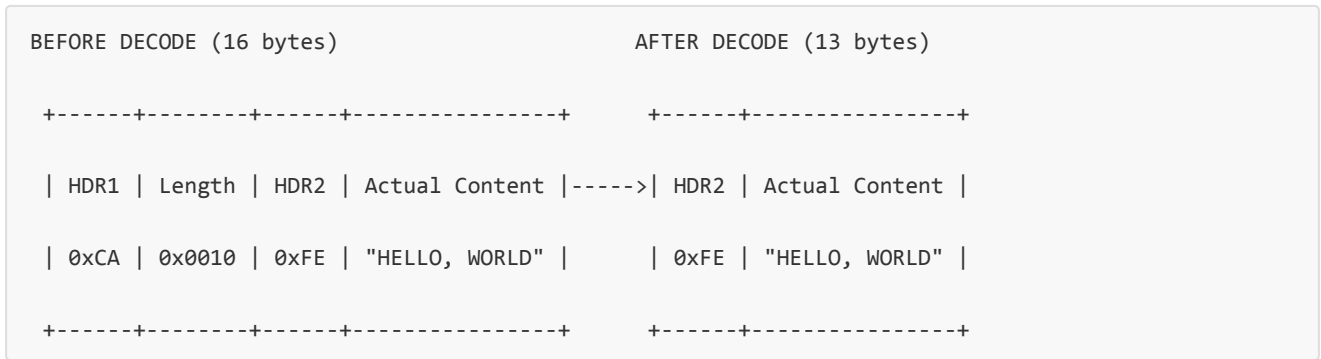 BEFORE DECODE (16 bytes)                             AFTER DECODE (13 bytes)
 +------+--------+------+----------------+      +------+----------------+
 | HDR1 | Length | HDR2 | Actual Content |----->| HDR2 | Actual Content |
 | 0xCA | 0x0010 | 0xFE | "HELLO, WORLD" |      | 0xFE | "HELLO, WORLD" |
 +------+--------+------+----------------+      +------+----------------+